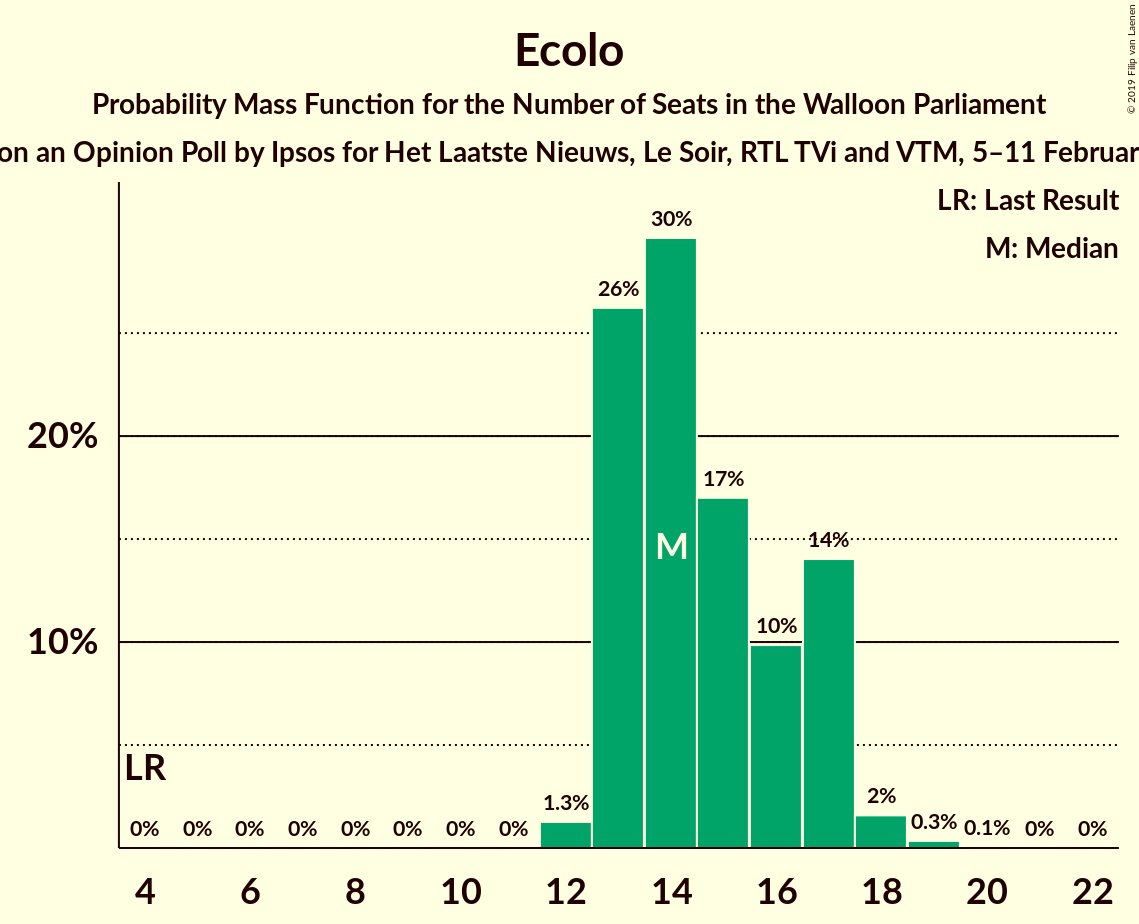 Ecolo
Probability Mass Function for the Number of Seats in the Walloon Parliament
on an Opinion Poll by Ipsos for Het Laatste Nieuws, Le Soir, RTL TVi and VTM, 5–11 Februar
© 2019 Filip van Laenen
LR: Last Result
M: Median
30%
26%
20%
17%
M
14%
10%
10%
LR
0% 0% 0% 0% 0% 0% 0% 0% 1.3% 2% 0.3% 0.1% 0% 0%
4 6 8 10 12 14 16 18 20 22